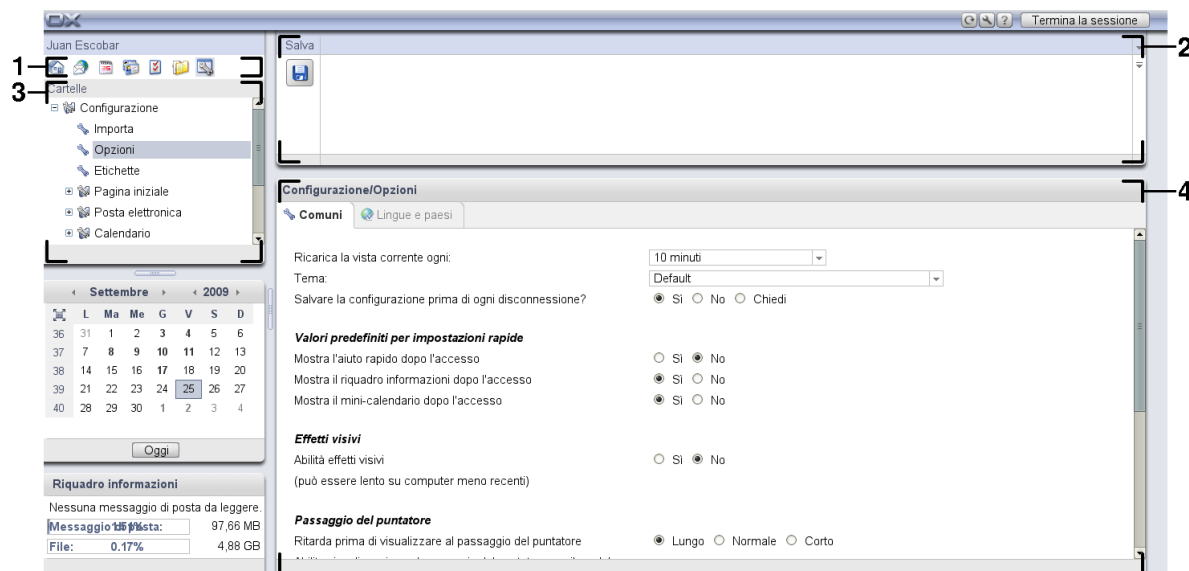 OX
? Termina la sessione
Juan Escobar
Salva
2
1
3
Cartelle
Configurazione
Importa
Opzioni
Etichette
Pagina iniziale
Posta elettronica
Calendario
Configurazione/Opzioni
4
Comuni Lingue e paesi
Ricarica la vista corrente ogni: 10 minuti
Tema: Default
Salvare la configurazione prima di ogni disconnessione? Sì No Chiedi
Valori predefiniti per impostazioni rapide
Mostra l'aiuto rapido dopo l'accesso Sì No
Mostra il riquadro informazioni dopo l'accesso Sì No
Mostra il mini-calendario dopo l'accesso Sì No
Effetti visivi
Abilità effetti visivi Sì No
(può essere lento su computer meno recenti)
Passaggio del puntatore
Ritarda prima di visualizzare al passaggio del puntatore Lungo Normale Corto
Settembre 2009
L Ma Me G V S D
36 31 1 2 3 4 5 6
37 7 8 9 10 11 12 13
38 14 15 16 17 18 19 20
39 21 22 23 24 25 26 27
40 28 29 30 1 2 3 4
Oggi
Riquadro informazioni
Nessuna messaggio di posta da leggere.
Messaggio di posta: 97,66 MB
File: 0.17% 4,88 GB